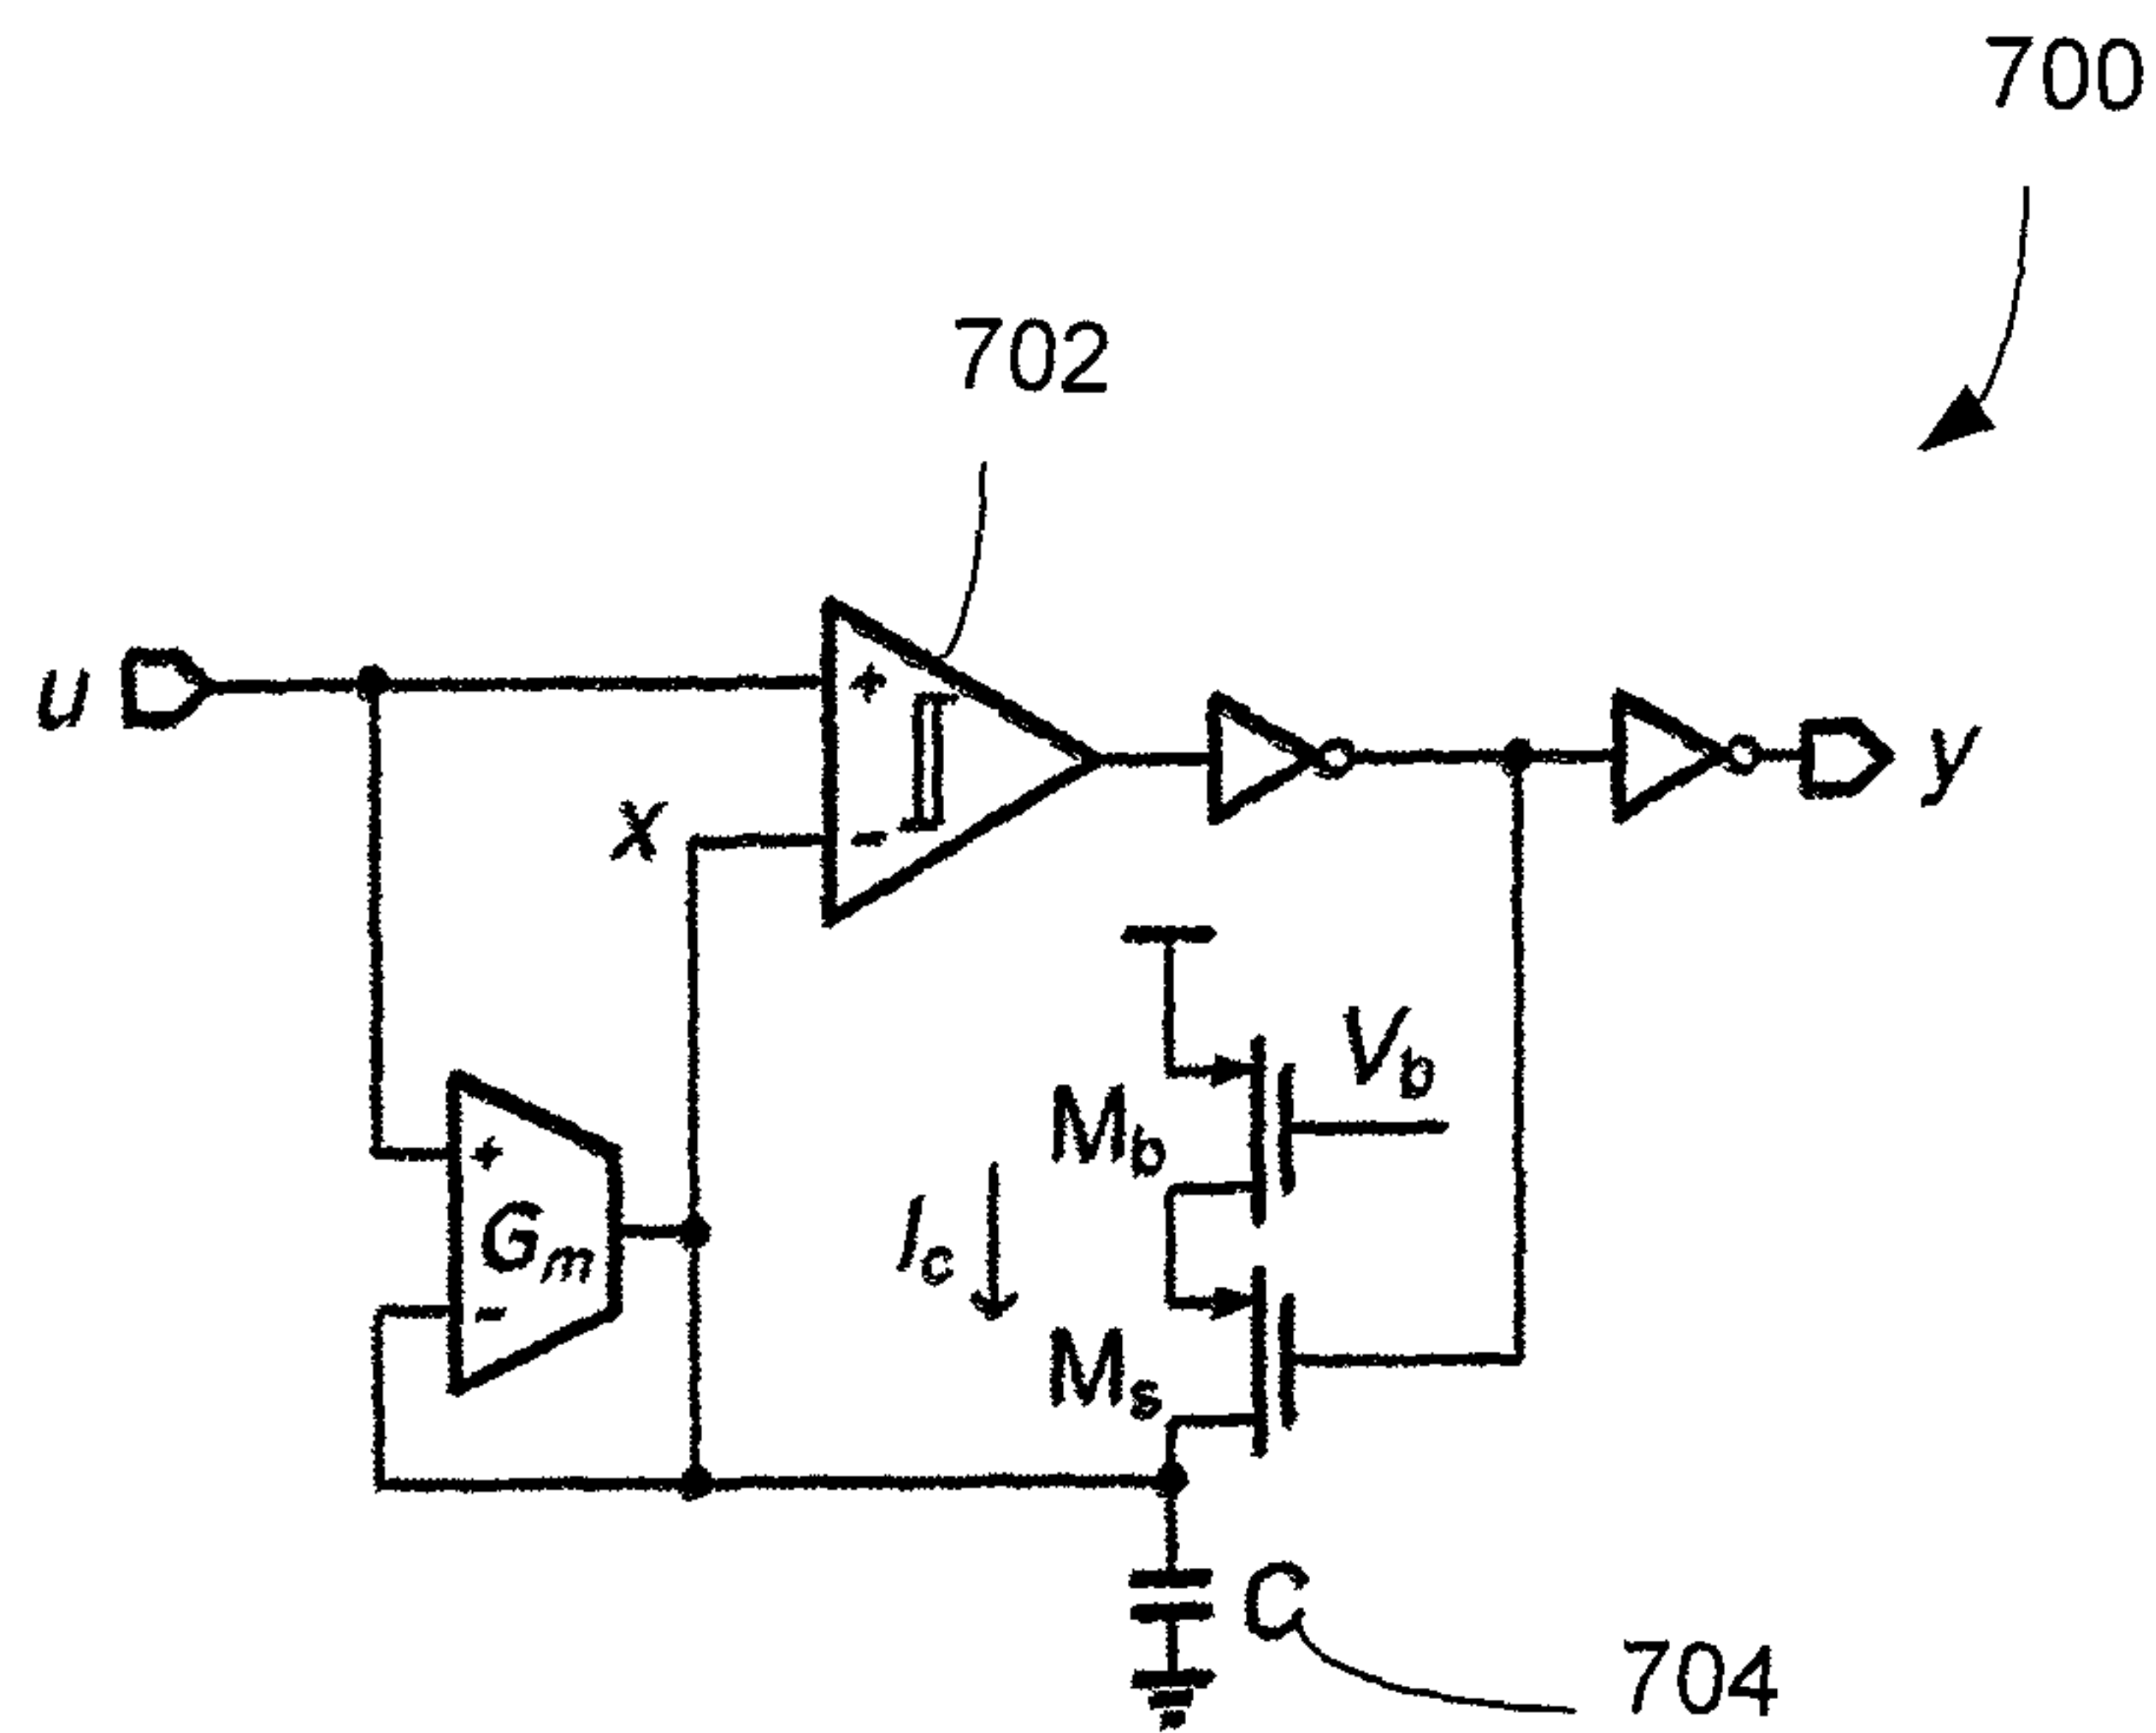 700
702
u
+
-
x
y
V_b
M_b
+
G_m
-
I_c
M_s
C
704